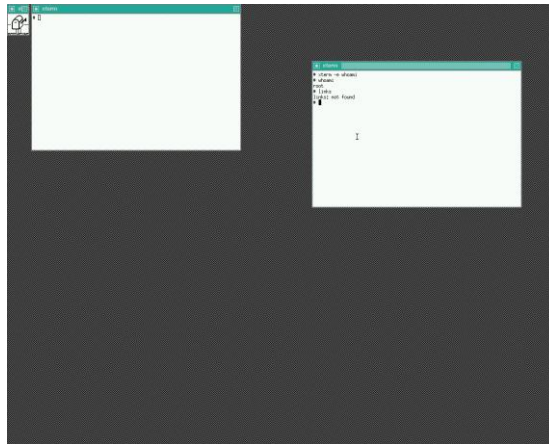 xterm
#
xterm
# xterm -e whoami
# whoami
root
# links
links: not found
#